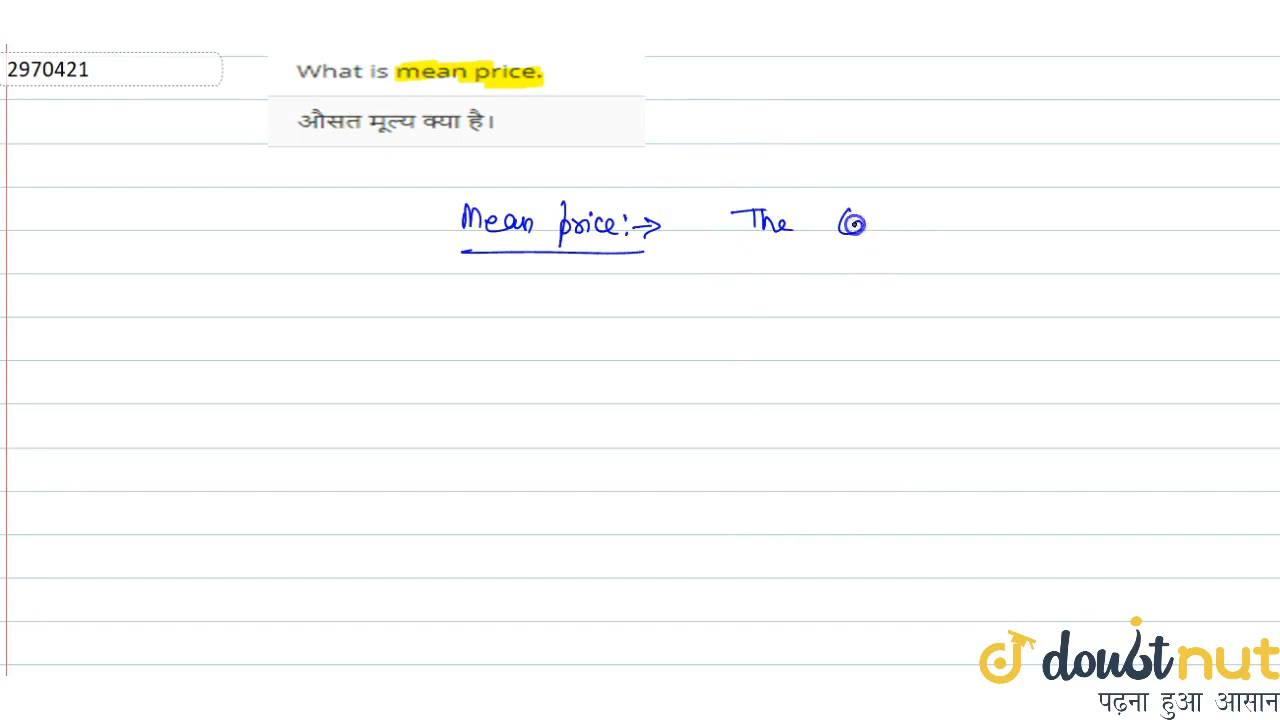 2970421
What is mean price.
औसत मूल्य क्या है।
Mean price:→ The
doubtnut
पढ़ना हुआ आसान